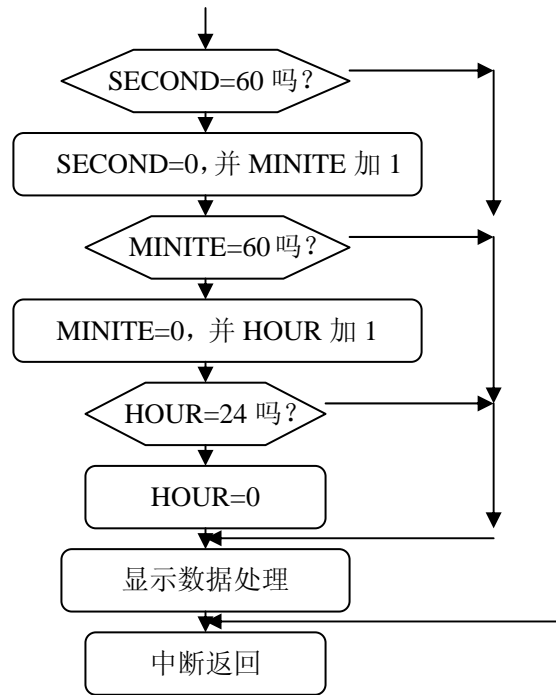 SECOND=60 吗?
SECOND=0,并 MINITE 加 1
MINITE=60 吗?
MINITE=0, 并 HOUR 加 1
HOUR=24 吗?
HOUR=0
显示数据处理
中断返回